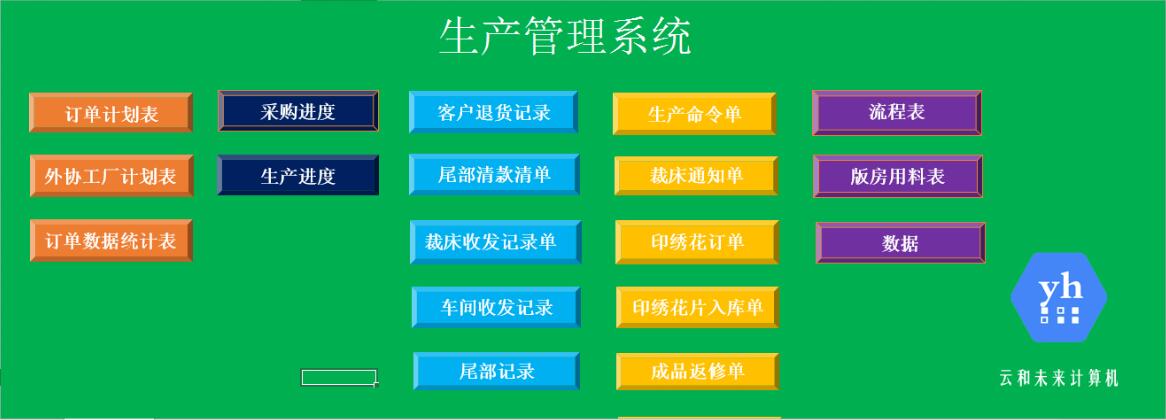 生产管理系统
订单计划表
采购进度
客户退货记录
生产命令单
流程表
外协工厂计划表
生产进度
尾部清款清单
裁床通知单
版房用料表
订单数据统计表
裁床收发记录单
印绣花订单
数据
车间收发记录
印绣花片入库单
yh
尾部记录
成品返修单
云和未来计算机